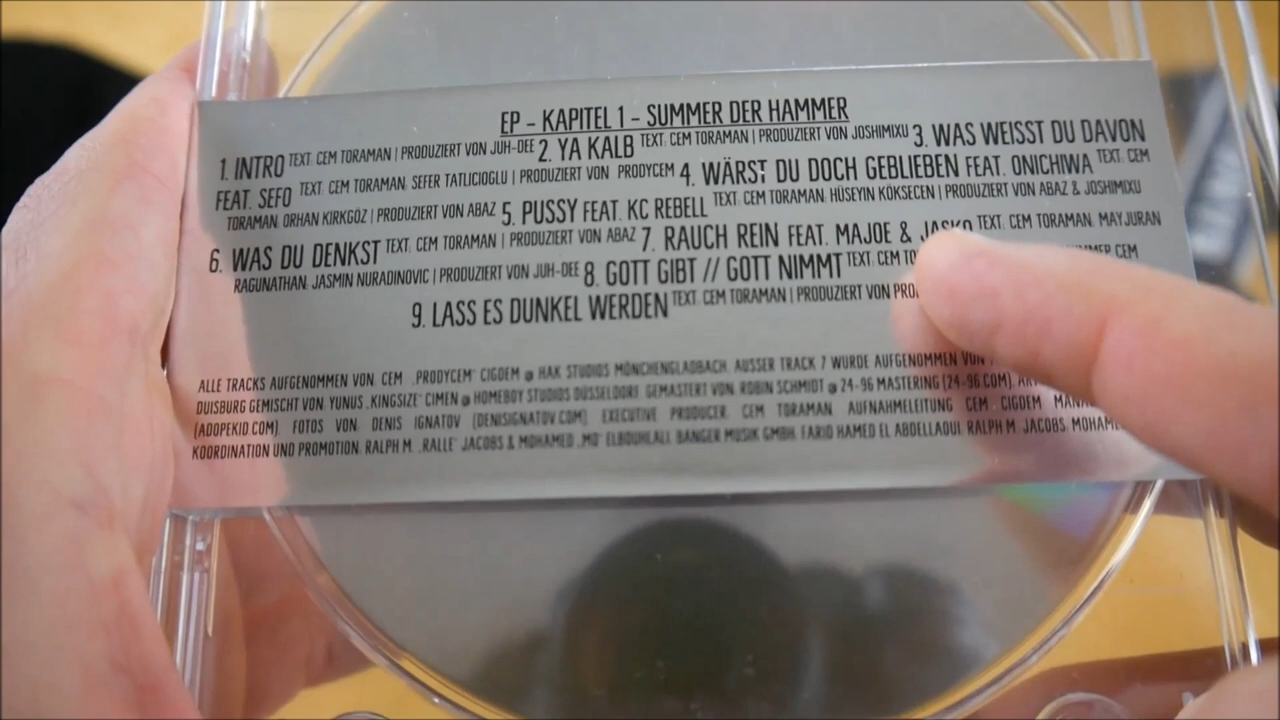 EP - KAPITEL 1 - SUMMER DER HAMMER
1. INTRO TEXT: CEM TORAMAN | PRODUZIERT VON JUH-DEE 2. YA KALB TEXT: CEM TORAMAN | PRODUZIERT VON JOSHIMIXU 3. WAS WEISST DU DAVON
FEAT. SEFO TEXT: CEM TORAMAN, SEFER TATLICIOGLU | PRODUZIERT VON PRODYCEM 4. WÄRST DU DOCH GEBLIEBEN FEAT. ONICHIWA TEXT: CEM
TORAMAN, ORHAN KIRKGÖZ | PRODUZIERT VON ABAZ 5. PUSSY FEAT. KC REBELL TEXT: CEM TORAMAN, HÜSEYIN KÖKSECEN | PRODUZIERT VON ABAZ & JOSHIMIXU
6. WAS DU DENKST TEXT: CEM TORAMAN | PRODUZIERT VON ABAZ 7. RAUCH REIN FEAT. MAJOE & JASKO TEXT: CEM TORAMAN, MAYJURAN
RAGUNATHAN, JASMIN NURADINOVIC | PRODUZIERT VON JUH-DEE 8. GOTT GIBT // GOTT NIMMT TEXT: CEM CEM
9. LASS ES DUNKEL WERDEN TEXT: CEM TORAMAN | PRODUZIERT VON
ALLE TRACKS AUFGENOMMEN VON CEM „PRODYCEM" CIGDEM @ HAK STUDIOS MÖNCHENGLADBACH. AUSSER TRACK 7 WURDE AUFGENOMMEN VON
DUISBURG GEMISCHT VON YUNUS „KINGSIZE" CIMEN @ HOMEBOY STUDIOS DÜSSELDORF. GEMASTERT VON ROBIN SCHMIDT @ 24-96 MASTERING (24-96.COM).
(ADOPEKID.COM) FOTOS VON DENIS IGNATOV (DENISIGNATOV.COM) EXECUTIVE PRODUCER: CEM TORAMAN AUFNAHMELEITUNG CEM CIGDEM
KOORDINATION UND PROMOTION: RALPH M. „RALLE" JACOBS & MOHAMED „MO" ELBOUHLALI, BANGER MUSIK GMBH, FARID HAMED EL ABDELLAOUI, RALPH M. JACOBS,